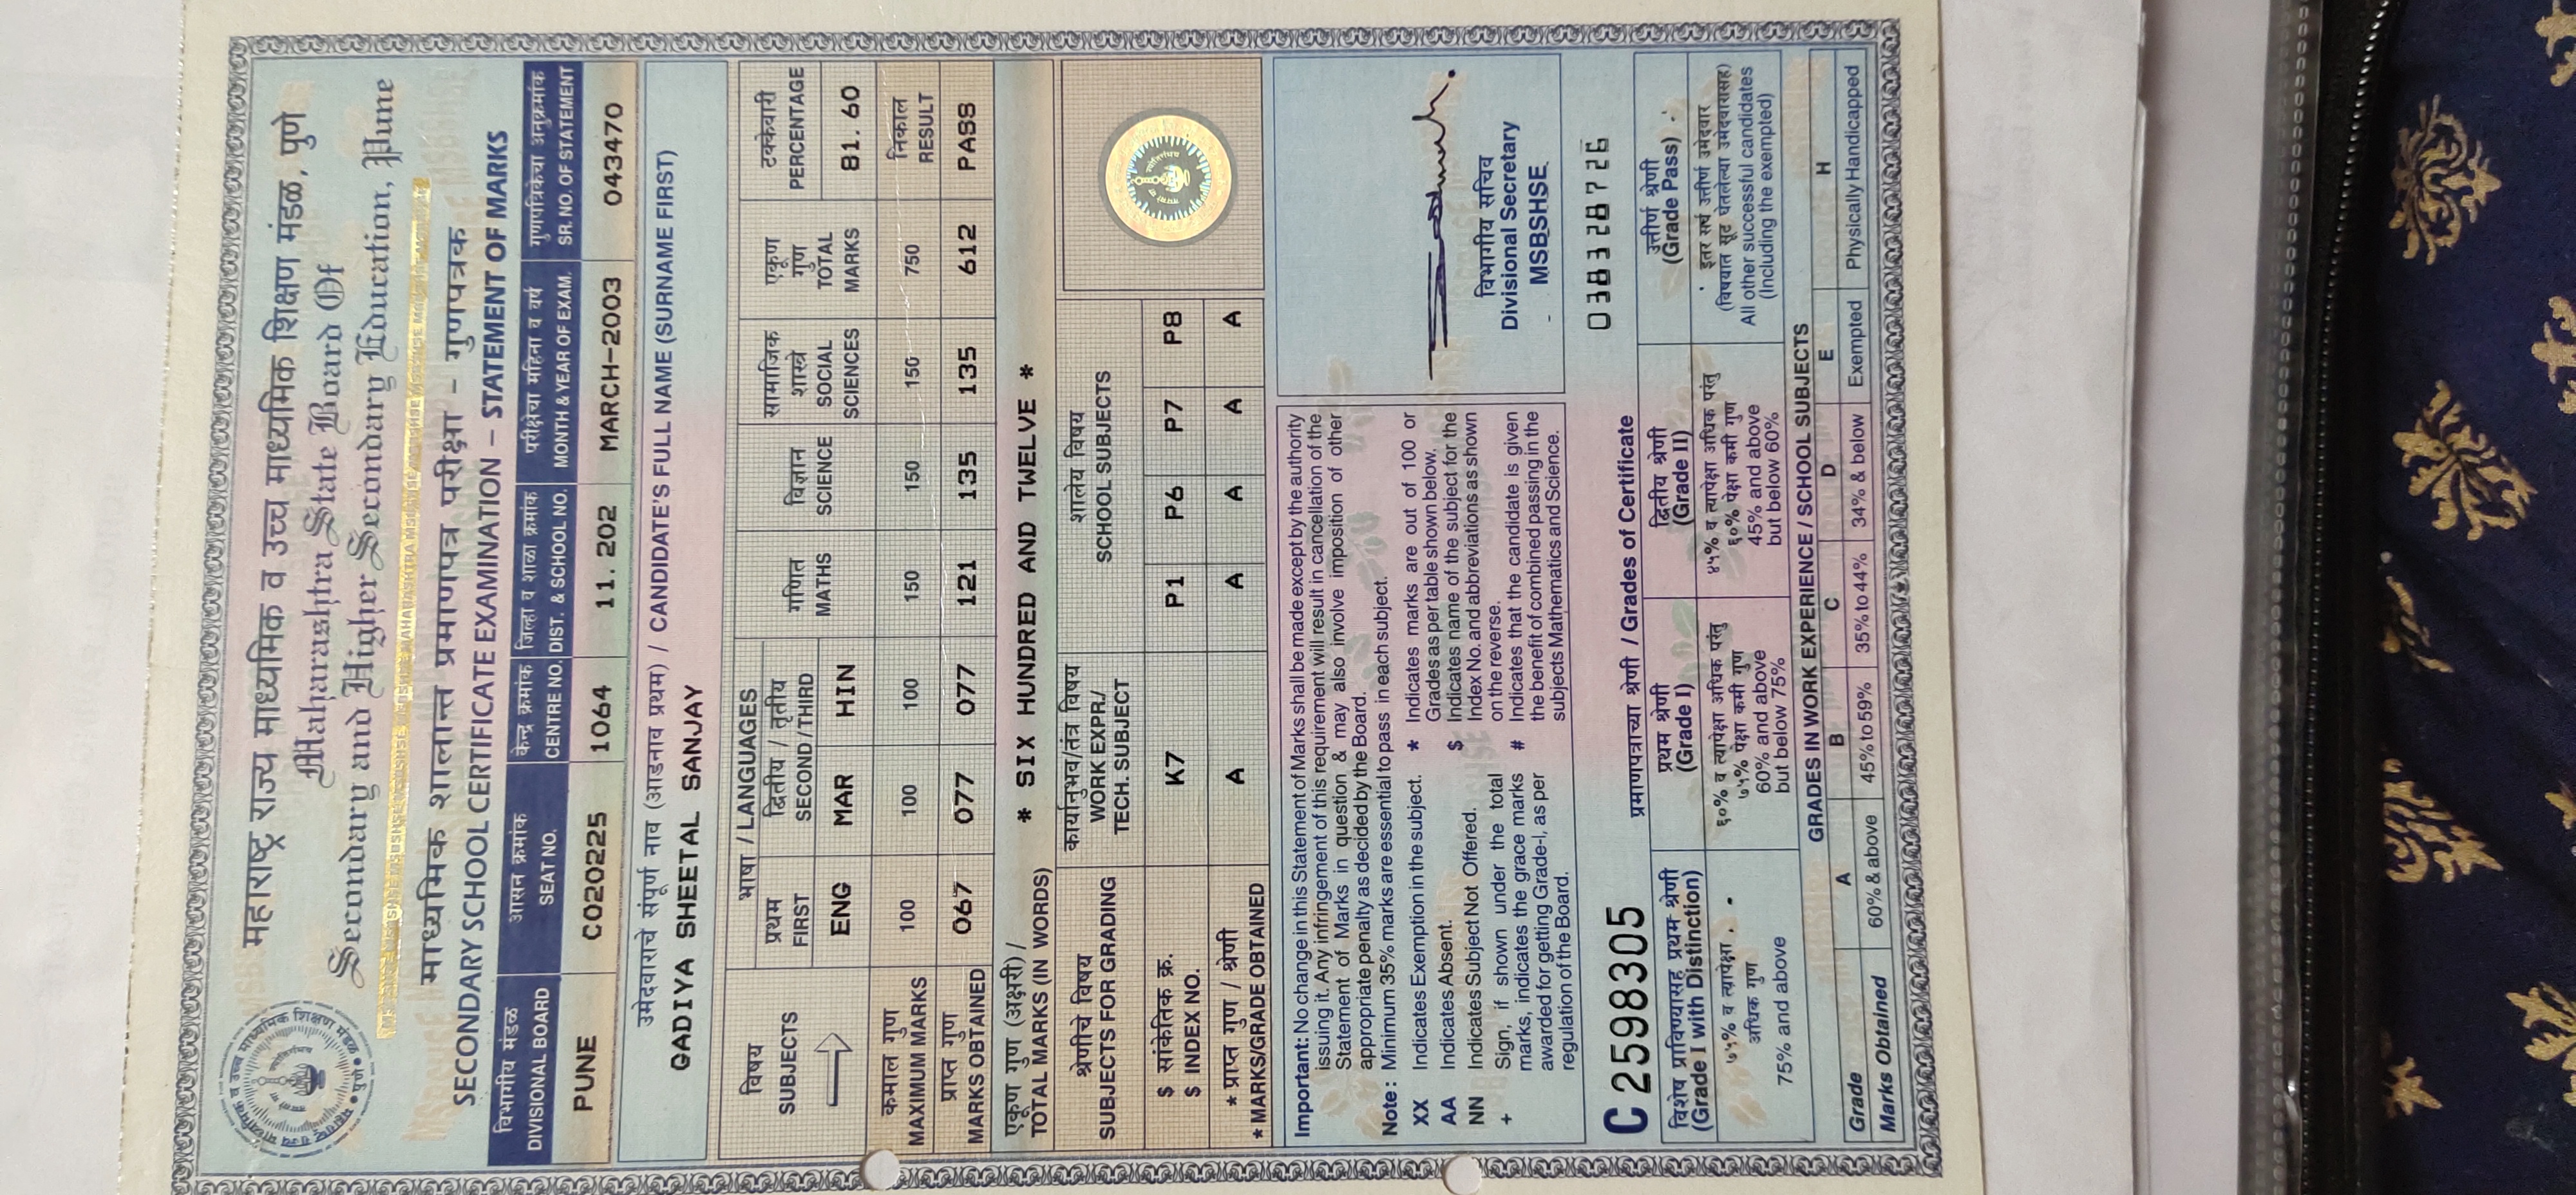 महाराष्ट्र राज्य माध्यमिक व उच्च माध्यमिक शिक्षण मंडळ, पुणे
Maharashtra State Board Of
Secondary and Higher Secondary Education, Pune
माध्यमिक शालान्त प्रमाणपत्र परीक्षा - गुणपत्रक
SECONDARY SCHOOL CERTIFICATE EXAMINATION – STATEMENT OF MARKS
विभागीय मंडळ आसन क्रमांक केन्द्र क्रमांक जिल्हा व शाळा क्रमांक परीक्षेचा महिना व वर्ष गुणपत्रिकेचा अनुक्रमांक
DIVISIONAL BOARD SEAT NO. CENTRE NO. DIST. & SCHOOL NO. MONTH & YEAR OF EXAM. SR. NO. OF STATEMENT
PUNE C020225 1064 11.202 MARCH-2003 043470
उमेदवाराचे संपूर्ण नाव (आडनाव प्रथम) / CANDIDATE'S FULL NAME (SURNAME FIRST)
GADIYA SHEETAL SANJAY
विषय भाषा / LANGUAGES गणित विज्ञान सामाजिक शास्त्रे एकूण गुण टक्केवारी
SUBJECTS प्रथम द्वितीय / तृतीय MATHS SCIENCE SOCIAL SCIENCES TOTAL MARKS PERCENTAGE
FIRST SECOND / THIRD
ENG MAR HIN 81.60
कमाल गुण निकाल
MAXIMUM MARKS 100 100 100 150 150 150 750 RESULT
प्राप्त गुण
MARKS OBTAINED 067 077 077 121 135 135 612 PASS
एकूण गुण (अक्षरी) /
TOTAL MARKS (IN WORDS) * SIX HUNDRED AND TWELVE *
श्रेणीचे विषय कार्यानुभव/तंत्र विषय शालेय विषय
SUBJECTS FOR GRADING WORK EXPR./ SCHOOL SUBJECTS
TECH. SUBJECT
$ सांकेतिक क्र.
$ INDEX NO. K7 P1 P6 P7 P8
* प्राप्त गुण / श्रेणी
* MARKS/GRADE OBTAINED A A A A A
Important: No change in this Statement of Marks shall be made except by the authority
issuing it. Any infringement of this requirement will result in cancellation of the
Statement of Marks in question & may also involve imposition of other
appropriate penalty as decided by the Board.
Note : Minimum 35% marks are essential to pass in each subject.
XX Indicates Exemption in the subject.
AA Indicates Absent.
NN Indicates Subject Not Offered.
+ Sign, if shown under the total
marks, indicates the grace marks
awarded for getting Grade-I, as per
regulation of the Board.
* Indicates marks are out of 100 or
Grades as per table shown below.
$ Indicates name of the subject for the
Index No. and abbreviations as shown
on the reverse.
# Indicates that the candidate is given
the benefit of combined passing in the
subjects Mathematics and Science.
विभागीय सचिव
Divisional Secretary
MSBSHSE
038328726
C 2598305
प्रमाणपत्राच्या श्रेणी / Grades of Certificate
विशेष प्राविण्यासह प्रथम श्रेणी
(Grade I with Distinction)
७५% व त्यापेक्षा
अधिक गुण
75% and above
प्रथम श्रेणी
(Grade I)
६०% व त्यापेक्षा अधिक परंतु
७५% पेक्षा कमी गुण
60% and above
but below 75%
द्वितीय श्रेणी
(Grade II)
४५% व त्यापेक्षा अधिक परंतु
६०% पेक्षा कमी गुण
45% and above
but below 60%
उत्तीर्ण श्रेणी
(Grade Pass)
इतर सर्व उत्तीर्ण उमेदवार
(विषयात सूट घेतलेल्या उमेदवारासह)
All other successful candidates
(Including the exempted)
GRADES IN WORK EXPERIENCE / SCHOOL SUBJECTS
Grade A B C D E H
Marks Obtained 60% & above 45% to 59% 35% to 44% 34% & below Exempted Physically Handicapped